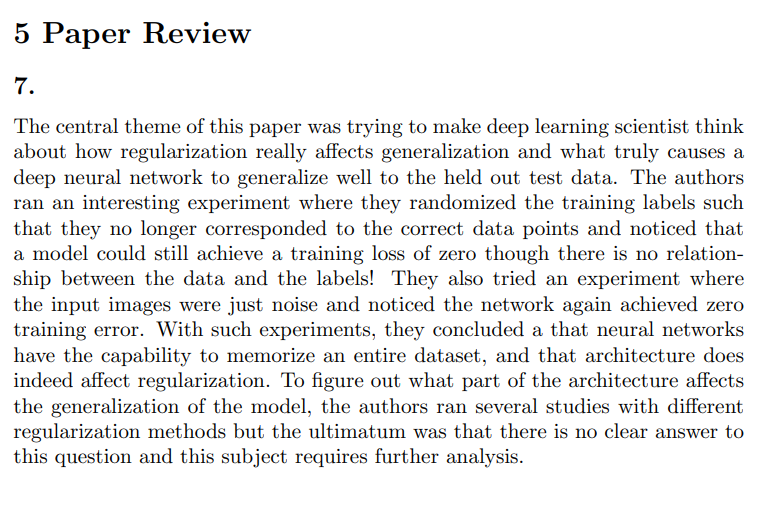 5 Paper Review
7.
The central theme of this paper was trying to make deep learning scientist think
about how regularization really affects generalization and what truly causes a
deep neural network to generalize well to the held out test data. The authors
ran an interesting experiment where they randomized the training labels such
that they no longer corresponded to the correct data points and noticed that
a model could still achieve a training loss of zero though there is no relation-
ship between the data and the labels! They also tried an experiment where
the input images were just noise and noticed the network again achieved zero
training error. With such experiments, they concluded a that neural networks
have the capability to memorize an entire dataset, and that architecture does
indeed affect regularization. To figure out what part of the architecture affects
the generalization of the model, the authors ran several studies with different
regularization methods but the ultimatum was that there is no clear answer to
this question and this subject requires further analysis.